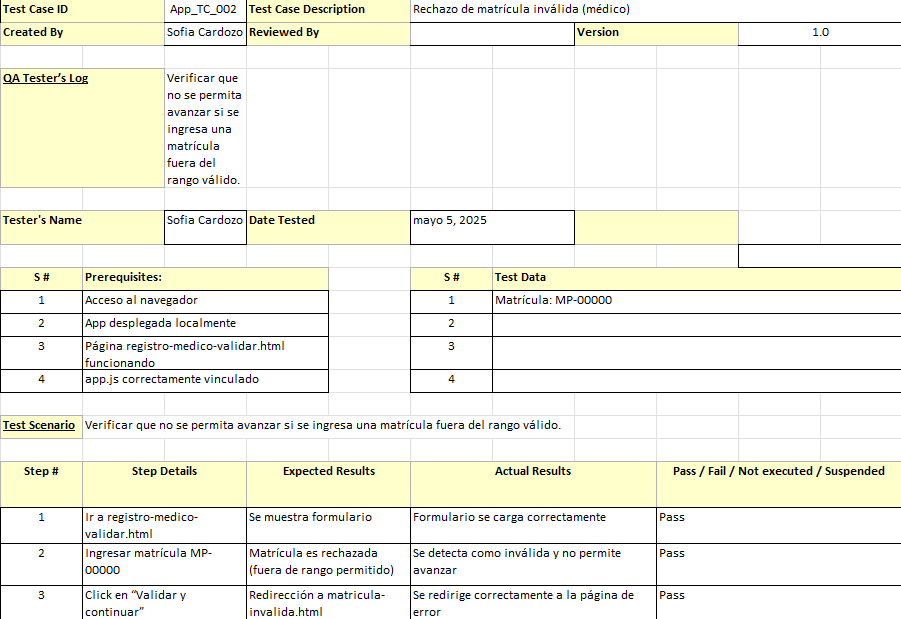 Test Case ID App_TC_002 Test Case Description Rechazo de matrícula inválida (médico)
Created By Sofia Cardozo Reviewed By Version 1.0
QA Tester's Log Verificar que
no se permita
avanzar si se
ingresa una
matrícula
fuera del
rango válido.
Tester's Name Sofia Cardozo Date Tested mayo 5, 2025
S # Prerequisites: S # Test Data
1 Acceso al navegador 1 Matrícula: MP-00000
2 App desplegada localmente 2
3 Página registro-medico-validar.html 3
funcionando
4 app.js correctamente vinculado 4
Test Scenario Verificar que no se permita avanzar si se ingresa una matrícula fuera del rango válido.
Step # Step Details Expected Results Actual Results Pass / Fail / Not executed / Suspended
1 Ir a registro-medico- Se muestra formulario Formulario se carga correctamente Pass
validar.html
2 Ingresar matrícula MP- Matrícula es rechazada Se detecta como inválida y no permite Pass
00000 (fuera de rango permitido) avanzar
3 Click en “Validar y Redirección a matricula- Se redirige correctamente a la página de Pass
continuar” invalida.html error